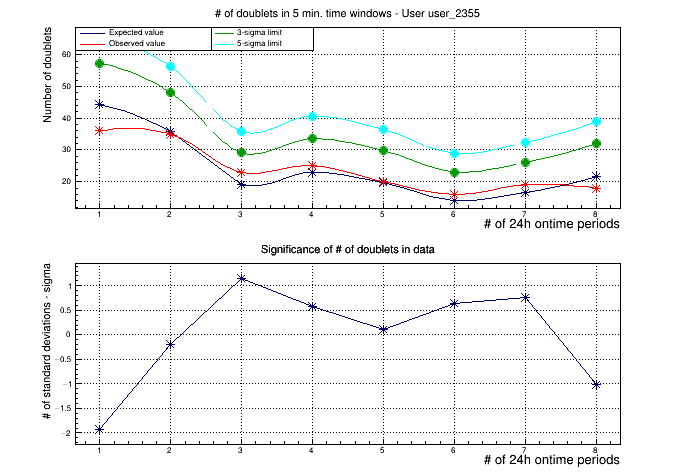 # of doublets in 5 min. time windows - User user_2355
Expected value
3-sigma limit
Observed value
5-sigma limit
Number of doublets
60
50
40
30
20
1 2 3 4 5 6 7 8
# of 24h ontime periods
Significance of # of doublets in data
# of standard deviations - sigma
1
0.5
0
−0.5
−1
−1.5
−2
1 2 3 4 5 6 7 8
# of 24h ontime periods